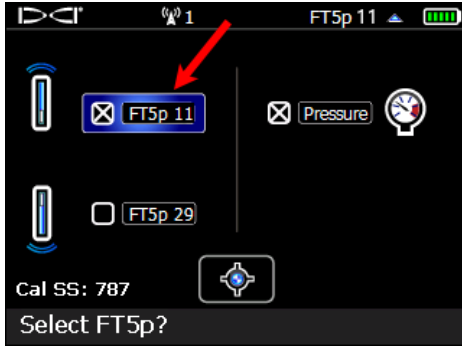 DCI 1 FT5p 11
FT5p 11 Pressure
FT5p 29
Cal SS: 787
Select FT5p?